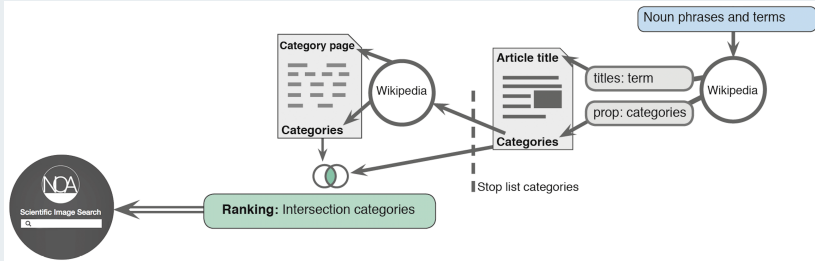 Noun phrases and terms
Category page
Article title
titles: term
Wikipedia
Wikipedia
prop: categories
Categories
Categories
Stop list categories
NOA
Scientific Image Search
Ranking: Intersection categories